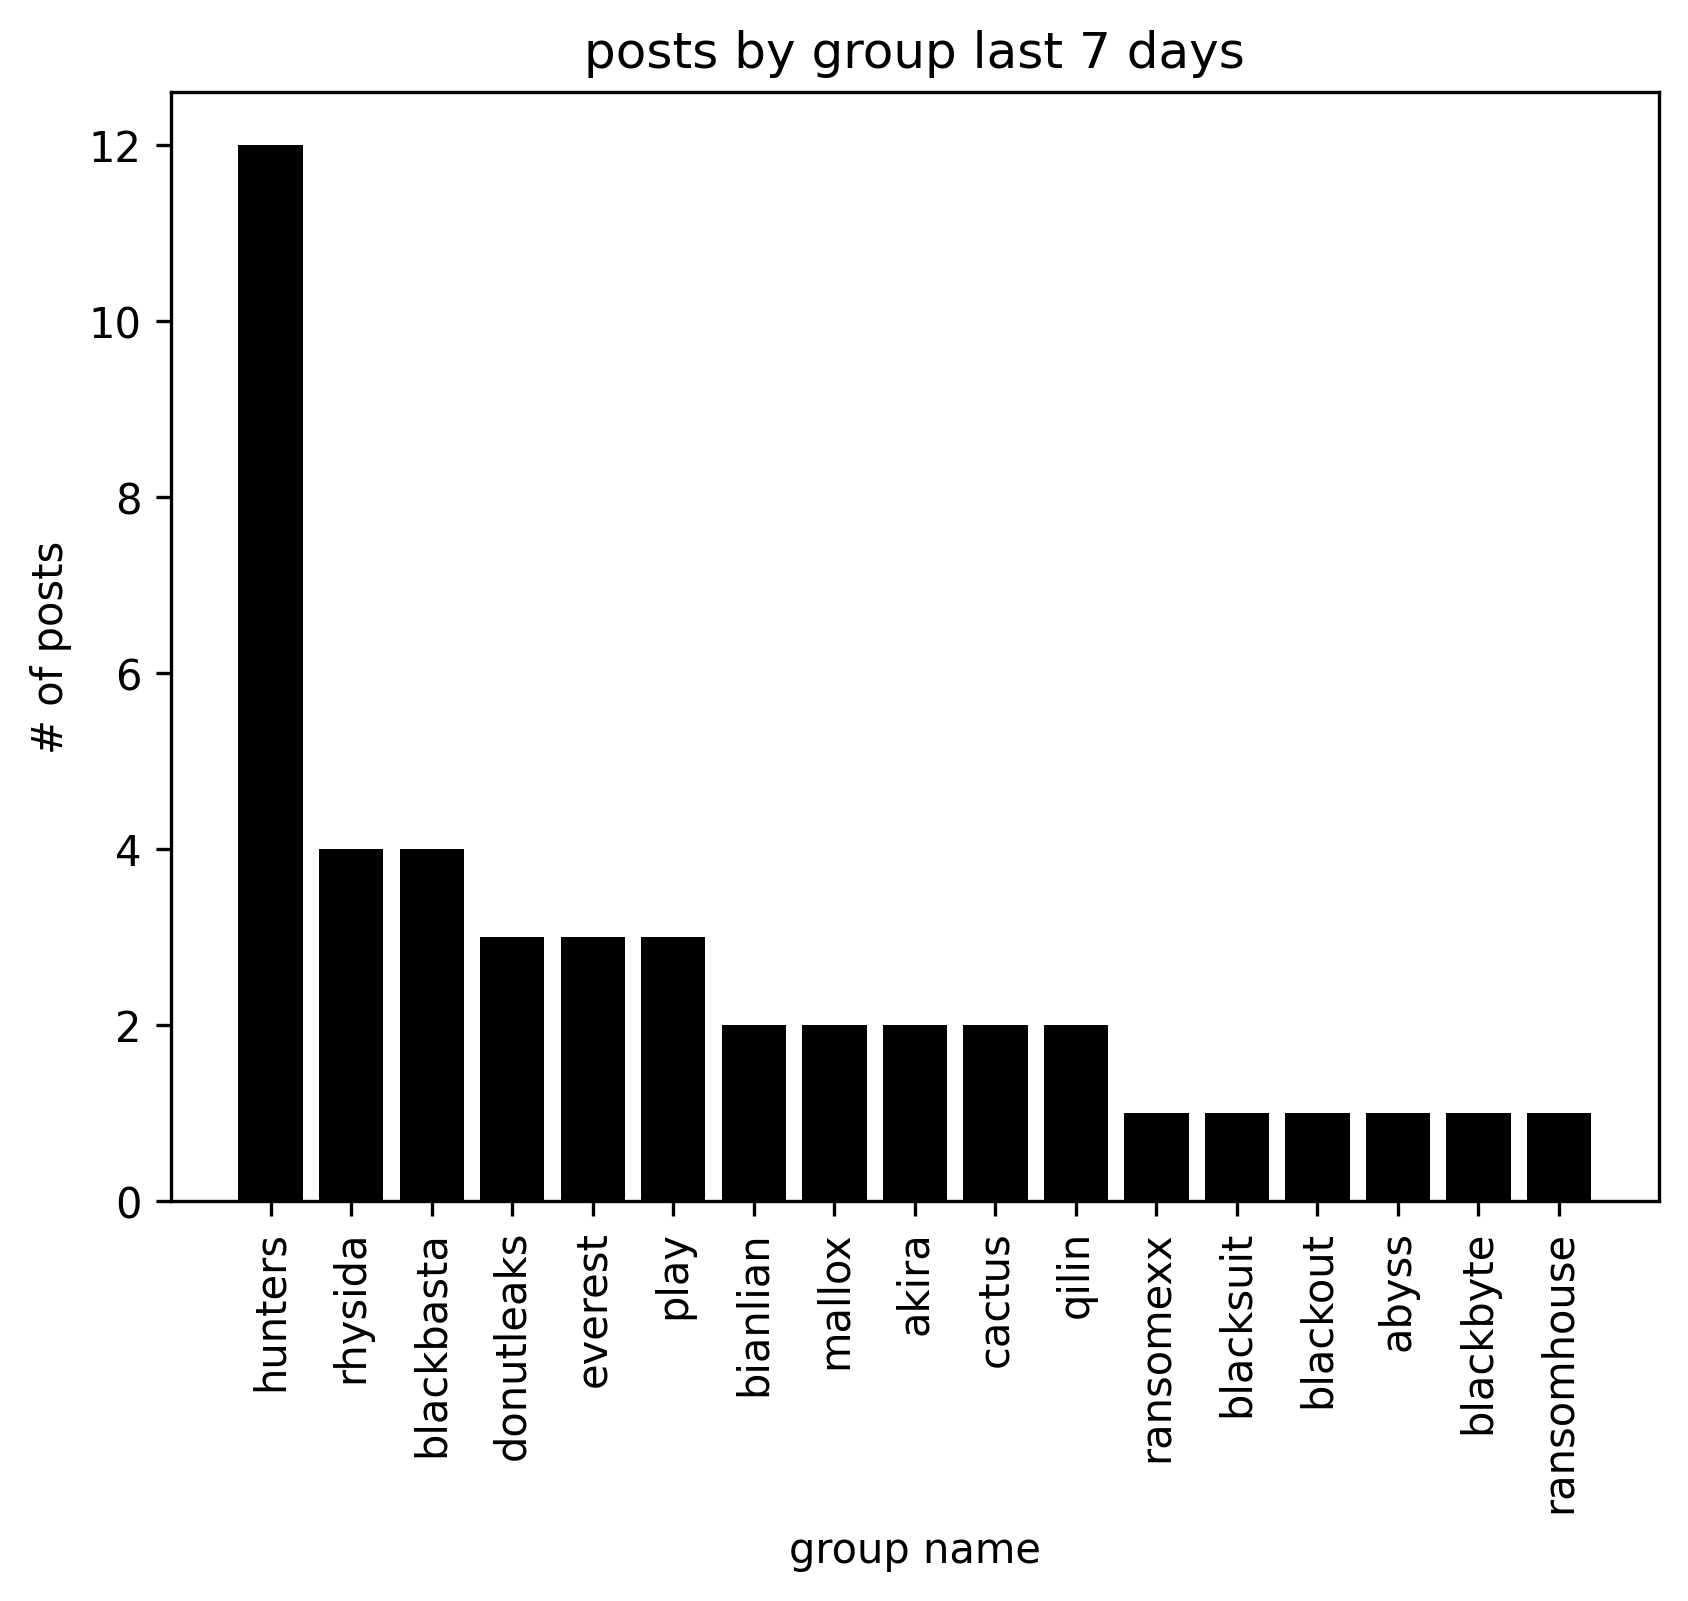 posts by group last 7 days
12
10
8
6
4
2
0
# of posts
hunters
rhysida
blackbasta
donutleaks
everest
play
bianlian
mallox
akira
cactus
qilin
ransomexx
blacksuit
blackout
abyss
blackbyte
ransomhouse
group name